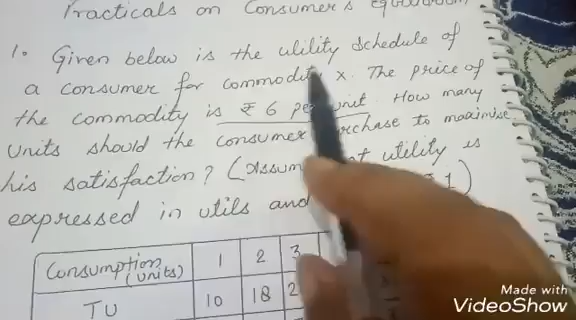 Practicals on Consumer's equilibrium
1. Given below is the utility Schedule of
a consumer for commodity x. The price of
the commodity is ₹ 6 per unit. How many
Units should the consumer to maximise
his satisfaction? ( utility is
expressed in utils and 1)
Consumption (units) 1 2 3
TU 10 18 2
Made with
VideoShow